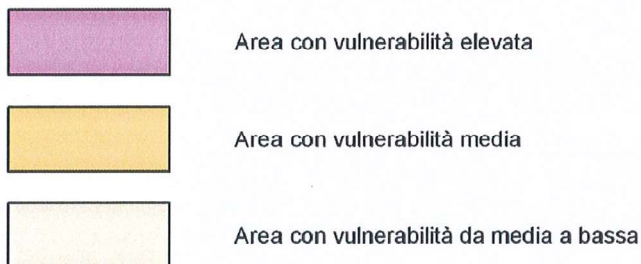 Area con vulnerabilità elevata
Area con vulnerabilità media
Area con vulnerabilità da media a bassa